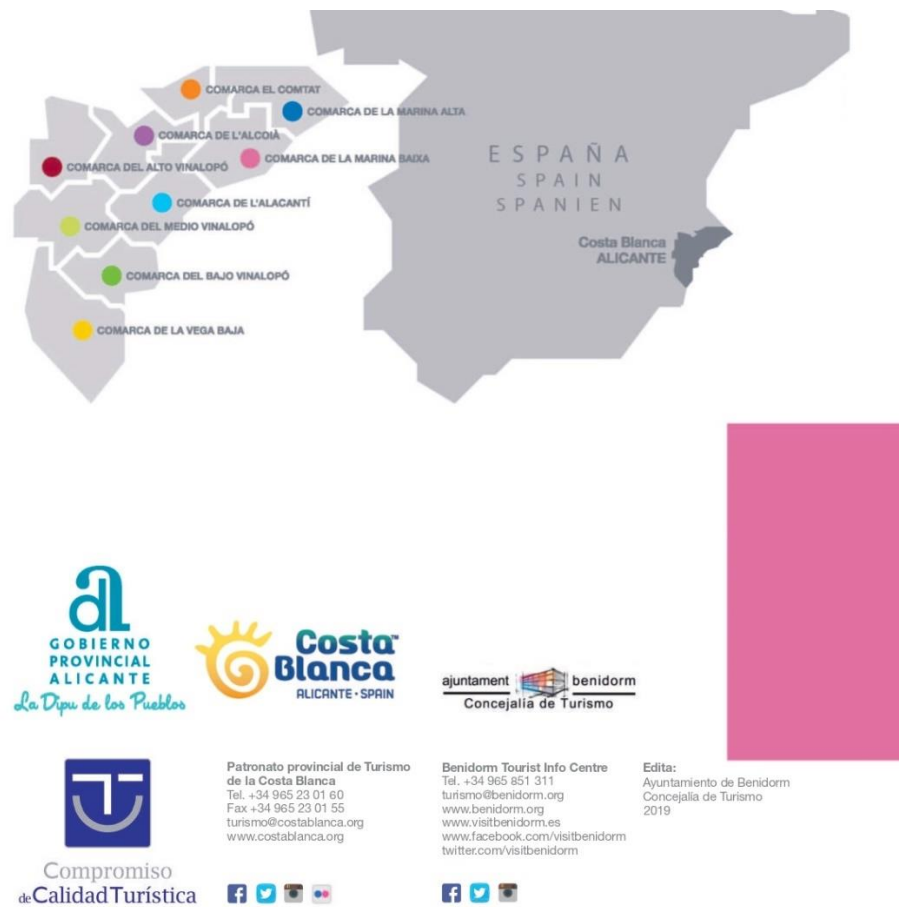 COMARCA EL COMTAT
COMARCA DE LA MARINA ALTA
COMARCA DE L'ALCOIÀ
COMARCA DE LA MARINA BAIXA
COMARCA DEL ALTO VINALOPÓ
COMARCA DE L'ALACANTÍ
COMARCA DEL MEDIO VINALOPÓ
COMARCA DEL BAJO VINALOPÓ
COMARCA DE LA VEGA BAJA
ESPAÑA
SPAIN
SPANIEN
Costa Blanca
ALICANTE
GOBIERNO
PROVINCIAL
ALICANTE
La Dipu de los Pueblos
Costa™
Blanca
ALICANTE · SPAIN
ajuntament benidorm
Concejalía de Turismo
Compromiso
de Calidad Turística
Patronato provincial de Turismo
de la Costa Blanca
Tel. +34 965 23 01 60
Fax +34 965 23 01 55
turismo@costablanca.org
www.costablanca.org
Benidorm Tourist Info Centre
Tel. +34 965 851 311
turismo@benidorm.org
www.benidorm.org
www.visitbenidorm.es
www.facebook.com/visitbenidorm
twitter.com/visitbenidorm
Edita:
Ayuntamiento de Benidorm
Concejalía de Turismo
2019